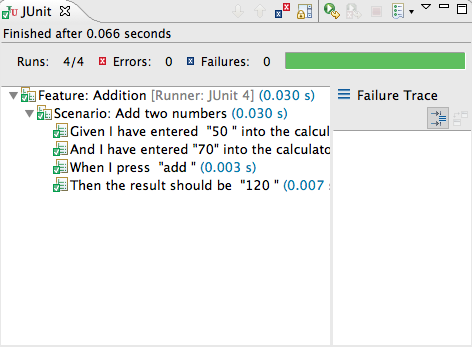 JUnit
Finished after 0.066 seconds
Runs: 4/4 Errors: 0 Failures: 0
Feature: Addition [Runner: JUnit 4] (0.030 s)
Scenario: Add two numbers (0.030 s)
Given I have entered "50 " into the calcul
And I have entered "70" into the calculato
When I press "add " (0.003 s)
Then the result should be "120 " (0.007
Failure Trace